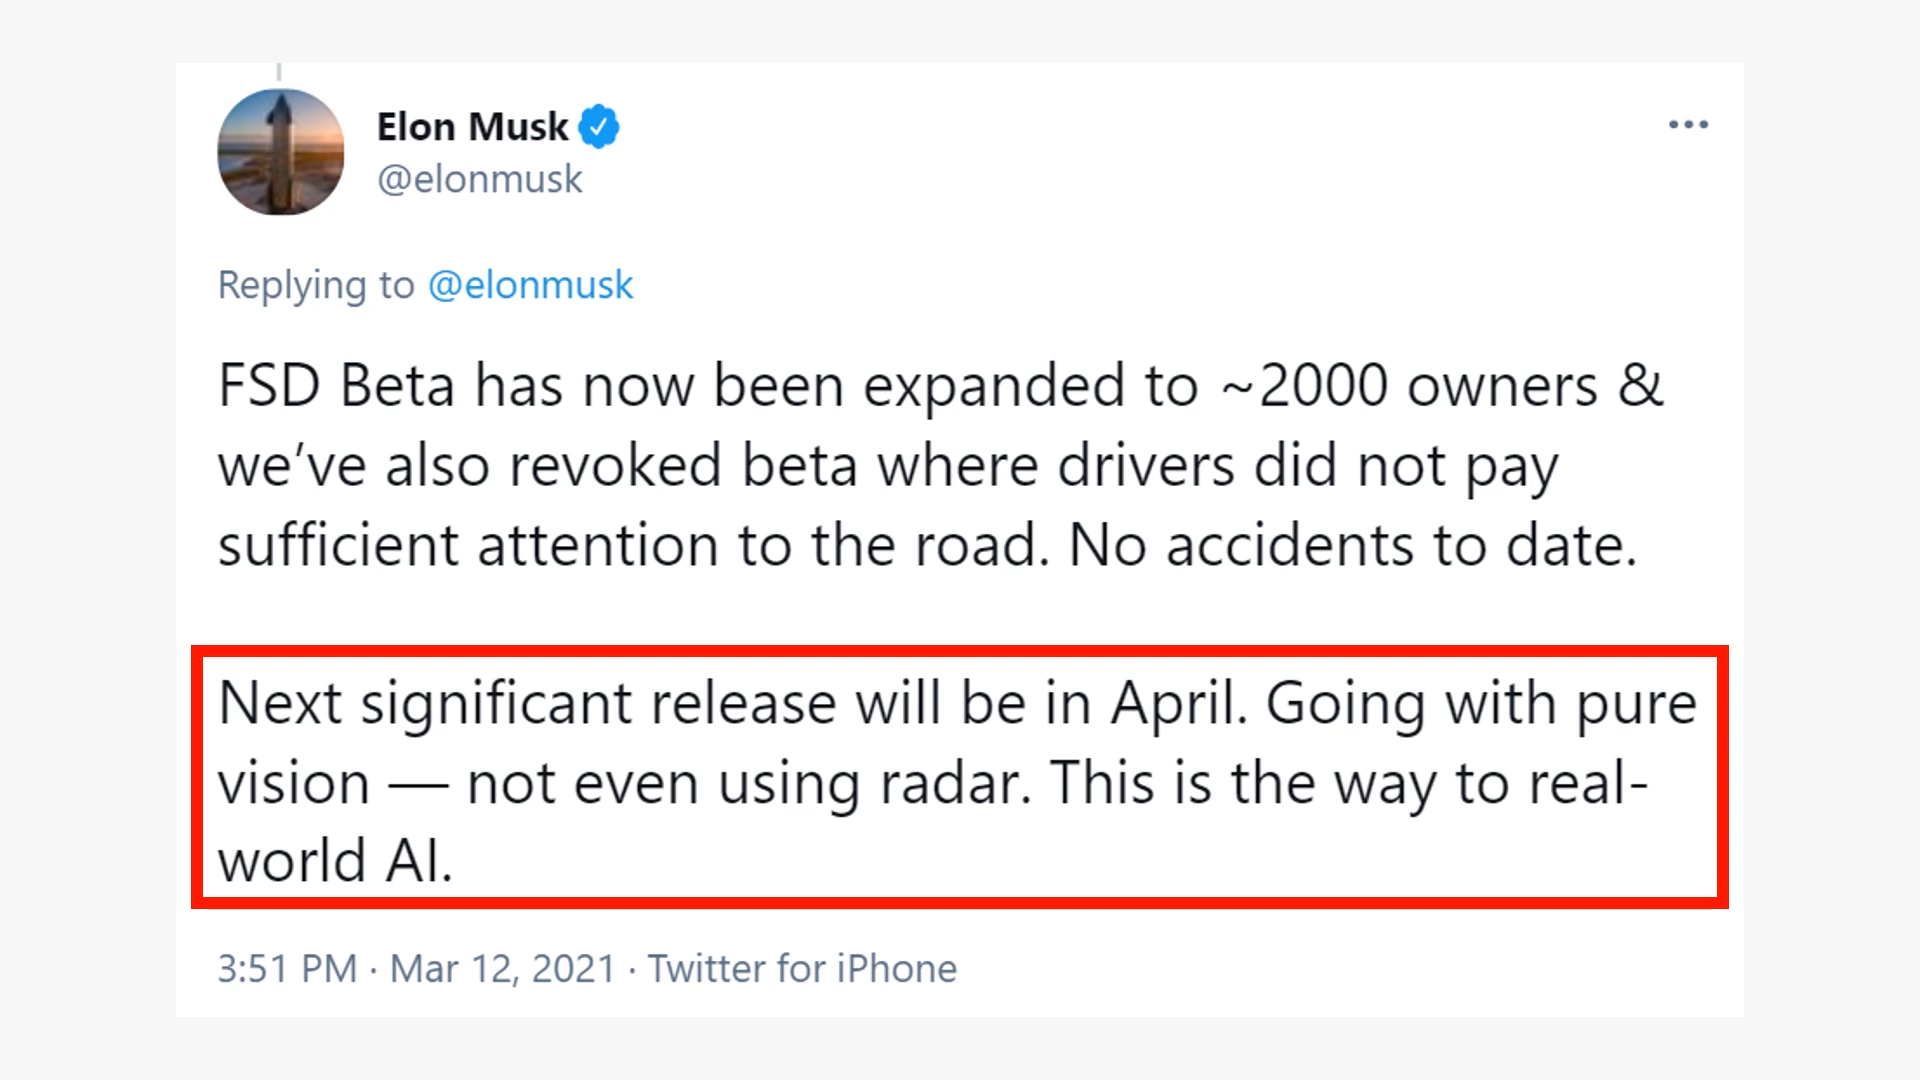 Elon Musk
@elonmusk
Replying to @elonmusk
FSD Beta has now been expanded to ~2000 owners &
we’ve also revoked beta where drivers did not pay
sufficient attention to the road. No accidents to date.
Next significant release will be in April. Going with pure
vision — not even using radar. This is the way to real-
world AI.
3:51 PM · Mar 12, 2021 · Twitter for iPhone